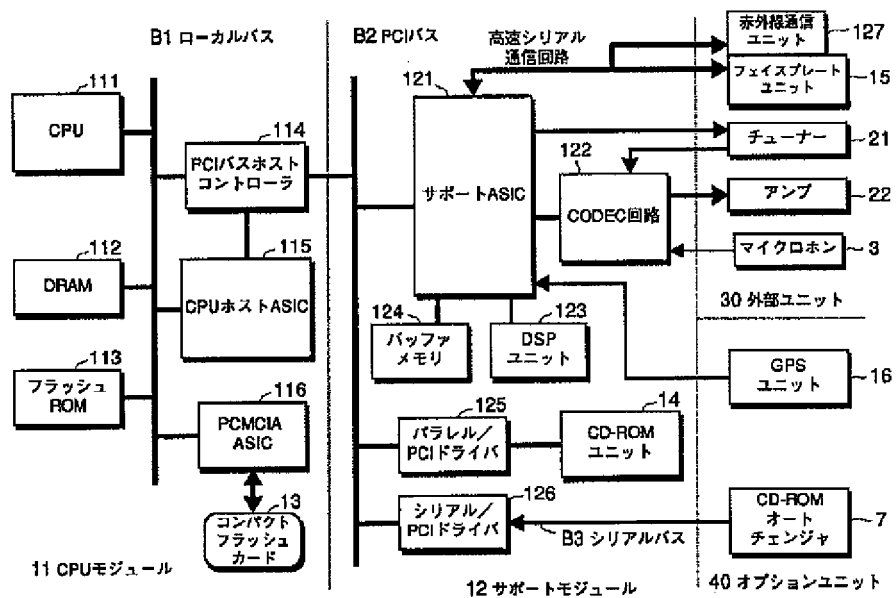 B1 ローカルバス
B2 PCIバス
高速シリアル
通信回路
赤外線通信
ユニット
127
フェイスプレート
ユニット
15
111
CPU
114
PCIバスホスト
コントローラ
121
サポートASIC
122
CODEC回路
チューナー
21
アンプ
22
マイクロホン
3
112
DRAM
115
CPUホストASIC
30 外部ユニット
124
バッファ
メモリ
123
DSP
ユニット
113
フラッシュ
ROM
116
PCMCIA
ASIC
GPS
ユニット
16
125
パラレル／
PCIドライバ
14
CD-ROM
ユニット
13
コンパクト
フラッシュ
カード
126
シリアル／
PCIドライバ
B3 シリアルバス
CD-ROM
オート
チェンジャ
7
11 CPUモジュール
12 サポートモジュール
40 オプションユニット